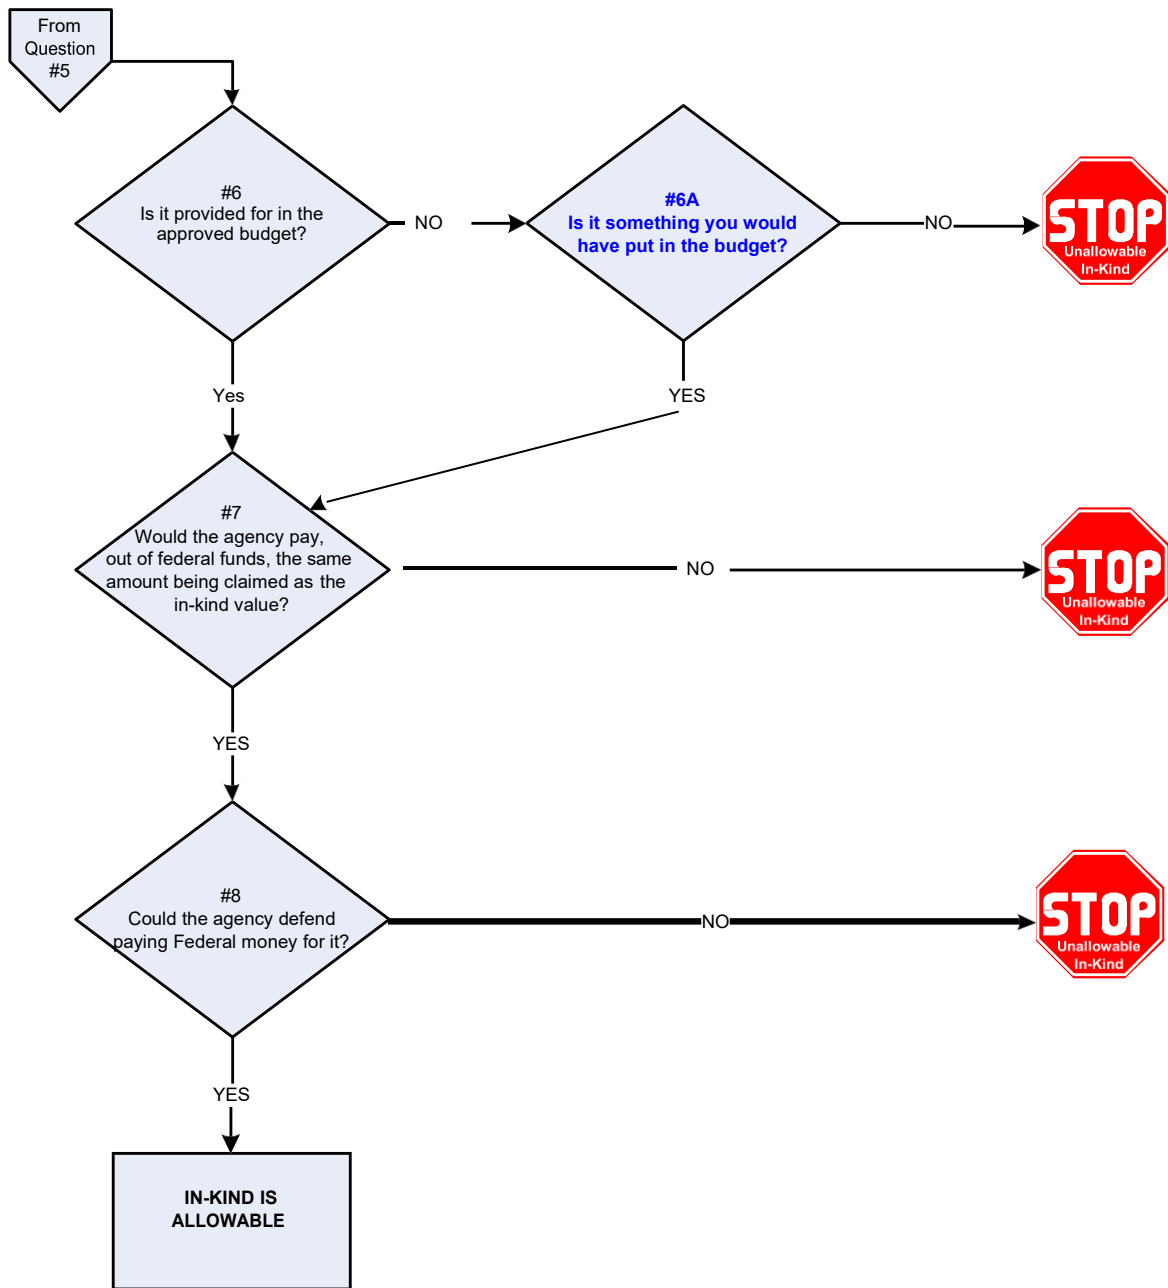 From
Question
#5
#6
Is it provided for in the
approved budget?
NO
#6A
Is it something you would
have put in the budget?
NO
STOP
Unallowable
In-Kind
Yes
YES
#7
Would the agency pay,
out of federal funds, the same
amount being claimed as the
in-kind value?
NO
STOP
Unallowable
In-Kind
YES
#8
Could the agency defend
paying Federal money for it?
NO
STOP
Unallowable
In-Kind
YES
IN-KIND IS
ALLOWABLE